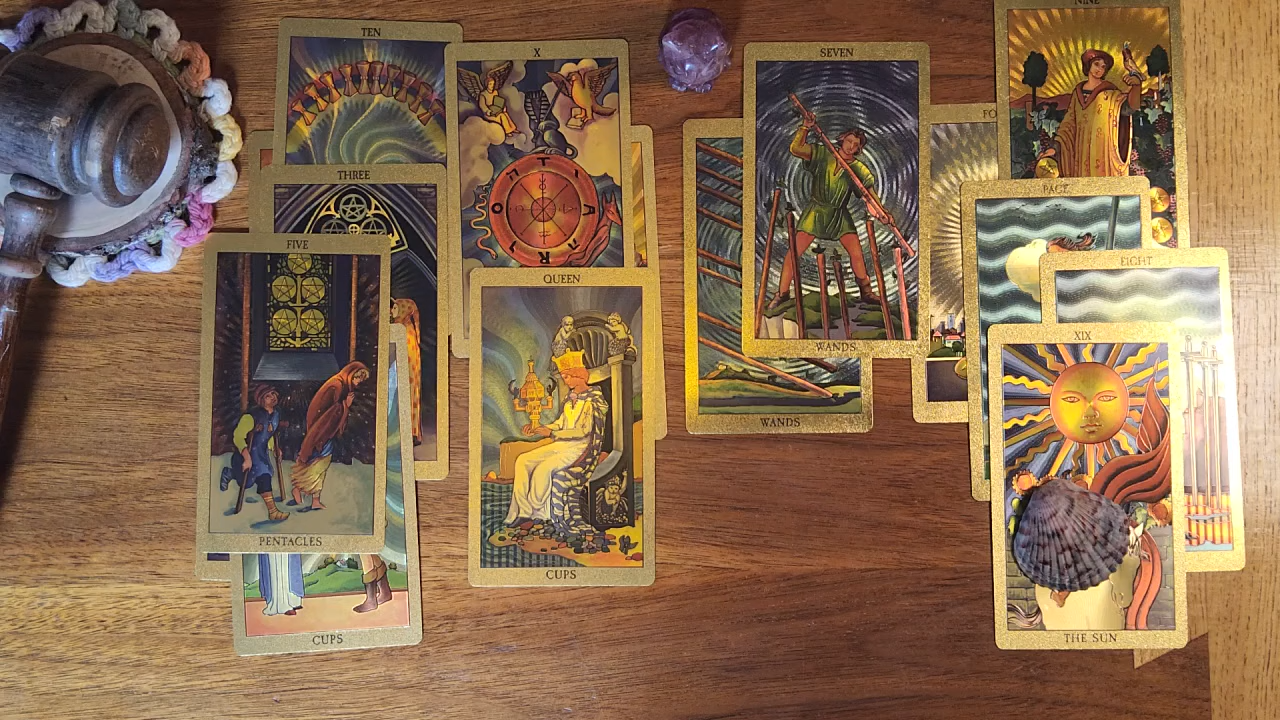 TEN
THREE
FIVE
PENTACLES
CUPS
X
T
A
R
O
QUEEN
CUPS
SEVEN
WANDS
WANDS
NINE
PAGE
EIGHT
XIX
THE SUN